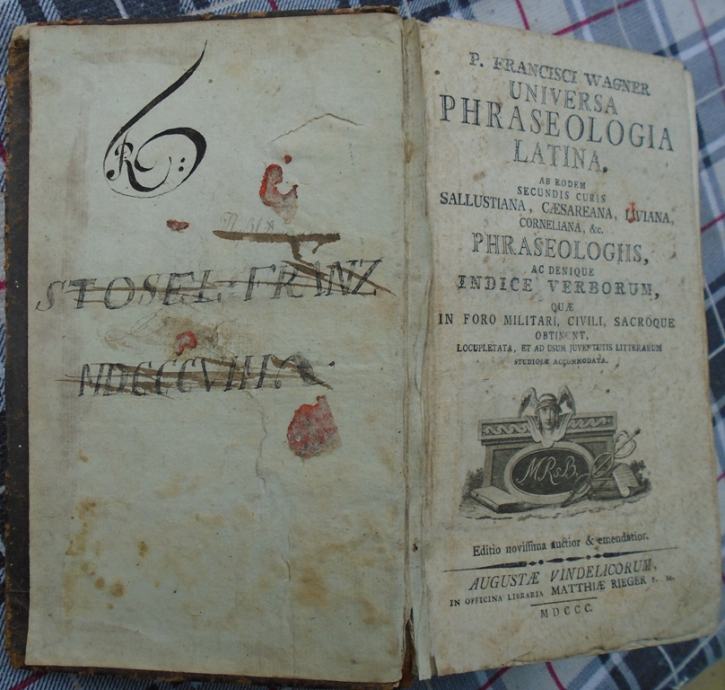 R :
STOSEL FRANZ
MDCCCVIII.
P. FRANCISCI WAGNER
UNIVERSA
PHRASEOLOGIA
LATINA,
AB EODEM
SECUNDIS CURIS
SALLUSTIANA, CÆSAREANA, LIVIANA,
CORNELIANA, &c.
PHRASEOLOGIIS,
AC DENIQUE
INDICE VERBORUM,
QUÆ
IN FORO MILITARI, CIVILI, SACROQUE
OBTINENT,
LOCUPLETATA, ET AD USUM JUVENTUTIS LITTERARUM
STUDIOSÆ ACCOMMODATA.
MRsB.
Editio noviſſima auctior & emendatior.
AUGUSTÆ VINDELICORUM,
IN OFFICINA LIBRARIA MATTHIÆ RIEGER
MDCCC.